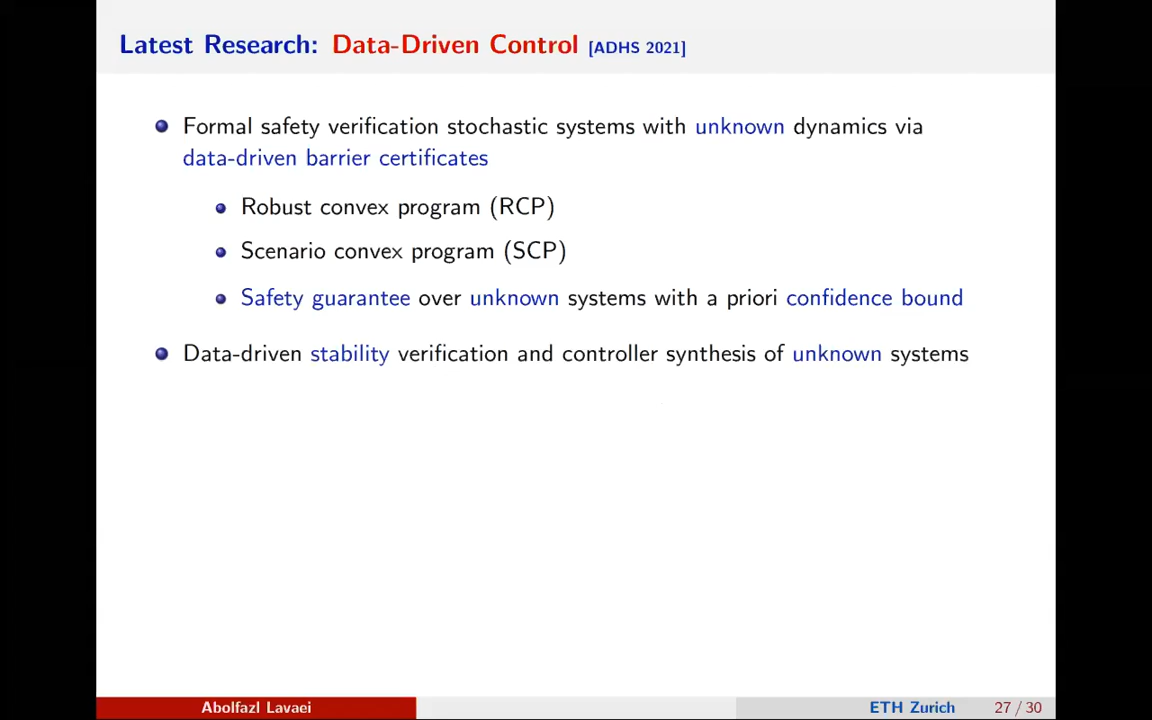 Latest Research: Data-Driven Control [ADHS 2021]
Formal safety verification stochastic systems with unknown dynamics via
data-driven barrier certificates
Robust convex program (RCP)
Scenario convex program (SCP)
Safety guarantee over unknown systems with a priori confidence bound
Data-driven stability verification and controller synthesis of unknown systems
Abolfazl Lavaei ETH Zurich 27 / 30